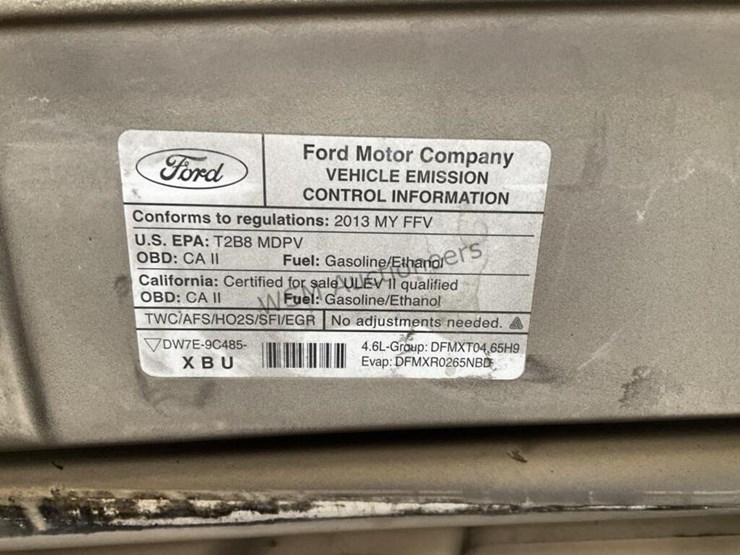 Ford
Ford Motor Company
VEHICLE EMISSION
CONTROL INFORMATION
Conforms to regulations: 2013 MY FFV
U.S. EPA: T2B8 MDPV
OBD: CA II Fuel: Gasoline/Ethanol
California: Certified for sale ULEV II qualified
OBD: CA II Fuel: Gasoline/Ethanol
TWC/AFS/HO2S/SFI/EGR No adjustments needed.
DW7E-9C485-
XBU
4.6L-Group: DFMXT04.65H9
Evap: DFMXR0265NBD
WSM Auctioneers